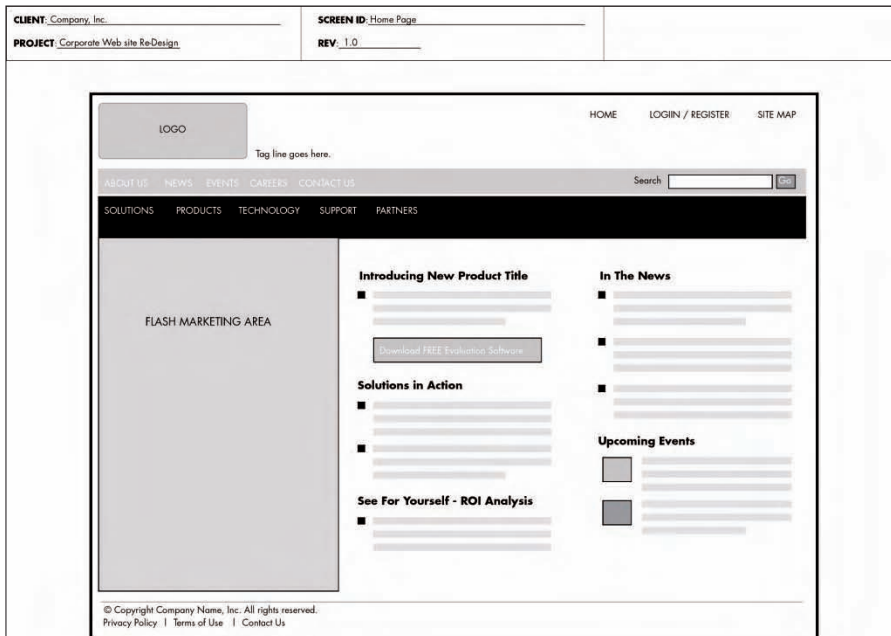 CLIENT: Company, Inc.
SCREEN ID: Home Page
PROJECT: Corporate Web site Re-Design
REV: 1.0
LOGO
Tag line goes here.
HOME LOGIIN / REGISTER SITE MAP
ABOUT US NEWS EVENTS CAREERS CONTACT US
Search Go
SOLUTIONS PRODUCTS TECHNOLOGY SUPPORT PARTNERS
FLASH MARKETING AREA
Introducing New Product Title
Download FREE Evaluation Software
Solutions in Action
See For Yourself - ROI Analysis
In The News
Upcoming Events
© Copyright Company Name, Inc. All rights reserved.
Privacy Policy | Terms of Use | Contact Us